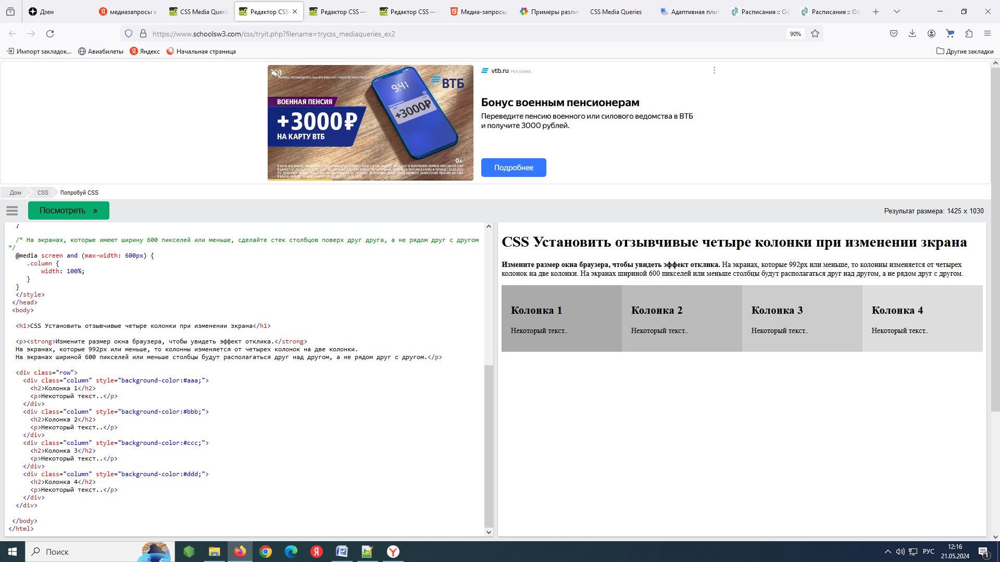 Дзен
медиазапросы в
CSS Media Querie
Редактор CSS
Редактор CSS —
Редактор CSS —
Медиа-запросы
Примеры разли
CSS Media Queries
Адаптивная плит
Расписания :: Оф
Расписания :: Оф
https://www.schoolsw3.com/css/tryit.php?filename=trycss_mediaqueries_ex2
90%
Импорт закладок...
Авиабилеты
Яндекс
Начальная страница
Другие закладки
ВТБ
9:41
+3000₽
ВОЕННАЯ ПЕНСИЯ
+3000₽
НА КАРТУ ВТБ
0+
vtb.ru РЕКЛАМА
Бонус военным пенсионерам
Переведите пенсию военного или силового ведомства в ВТБ
и получите 3000 рублей.
Подробнее
Дом
CSS
Попробуй CSS
Посмотреть »
Результат размера: 1425 x 1030
}
/* На экранах, которые имеют ширину 600 пикселей или меньше, сделайте стек столбцов поверх друг друга, а не рядом друг с другом
*/
@media screen and (max-width: 600px) {
.column {
width: 100%;
}
}
</style>
</head>
<body>
<h1>CSS Установить отзывчивые четыре колонки при изменении зкрана</h1>
<p><strong>Измените размер окна браузера, чтобы увидеть эффект отклика.</strong>
На экранах, которые 992px или меньше, то колонны изменяется от четырех колонок на две колонки.
На экранах шириной 600 пикселей или меньше столбцы будут располагаться друг над другом, а не рядом друг с другом.</p>
<div class="row">
<div class="column" style="background-color:#aaa;">
<h2>Колонка 1</h2>
<p>Некоторый текст..</p>
</div>
<div class="column" style="background-color:#bbb;">
<h2>Колонка 2</h2>
<p>Некоторый текст..</p>
</div>
<div class="column" style="background-color:#ccc;">
<h2>Колонка 3</h2>
<p>Некоторый текст..</p>
</div>
<div class="column" style="background-color:#ddd;">
<h2>Колонка 4</h2>
<p>Некоторый текст..</p>
</div>
</div>
</body>
</html>
CSS Установить отзывчивые четыре колонки при изменении зкрана
Измените размер окна браузера, чтобы увидеть эффект отклика. На экранах, которые 992px или меньше, то колонны изменяется от четырех
колонок на две колонки. На экранах шириной 600 пикселей или меньше столбцы будут располагаться друг над другом, а не рядом друг с другом.
Колонка 1
Некоторый текст..
Колонка 2
Некоторый текст..
Колонка 3
Некоторый текст..
Колонка 4
Некоторый текст..
Поиск
РУС
12:16
21.05.2024
1